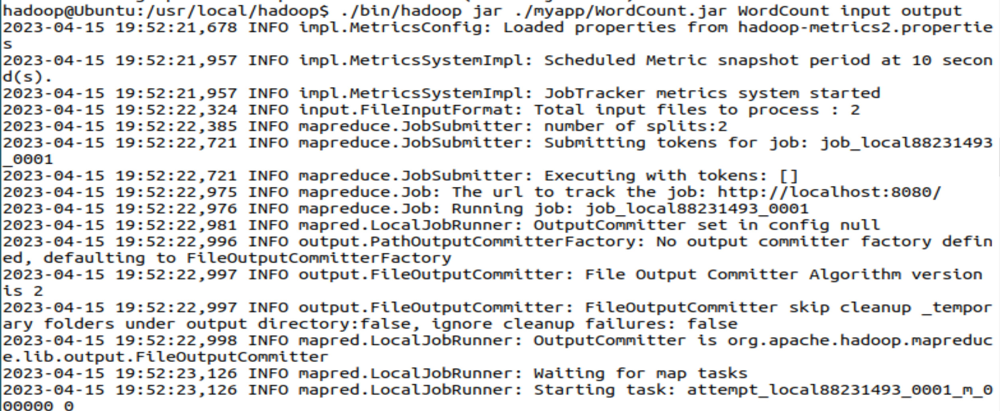 hadoop@Ubuntu:/usr/local/hadoop$ ./bin/hadoop jar ./myapp/WordCount.jar WordCount input output
2023-04-15 19:52:21,678 INFO impl.MetricsConfig: Loaded properties from hadoop-metrics2.propertie
s
2023-04-15 19:52:21,957 INFO impl.MetricsSystemImpl: Scheduled Metric snapshot period at 10 secon
d(s).
2023-04-15 19:52:21,957 INFO impl.MetricsSystemImpl: JobTracker metrics system started
2023-04-15 19:52:22,324 INFO input.FileInputFormat: Total input files to process : 2
2023-04-15 19:52:22,385 INFO mapreduce.JobSubmitter: number of splits:2
2023-04-15 19:52:22,721 INFO mapreduce.JobSubmitter: Submitting tokens for job: job_local88231493
_0001
2023-04-15 19:52:22,721 INFO mapreduce.JobSubmitter: Executing with tokens: []
2023-04-15 19:52:22,975 INFO mapreduce.Job: The url to track the job: http://localhost:8080/
2023-04-15 19:52:22,976 INFO mapreduce.Job: Running job: job_local88231493_0001
2023-04-15 19:52:22,981 INFO mapred.LocalJobRunner: OutputCommitter set in config null
2023-04-15 19:52:22,996 INFO output.PathOutputCommitterFactory: No output committer factory defin
ed, defaulting to FileOutputCommitterFactory
2023-04-15 19:52:22,997 INFO output.FileOutputCommitter: File Output Committer Algorithm version
is 2
2023-04-15 19:52:22,997 INFO output.FileOutputCommitter: FileOutputCommitter skip cleanup _tempor
ary folders under output directory:false, ignore cleanup failures: false
2023-04-15 19:52:22,998 INFO mapred.LocalJobRunner: OutputCommitter is org.apache.hadoop.mapreduc
e.lib.output.FileOutputCommitter
2023-04-15 19:52:23,126 INFO mapred.LocalJobRunner: Waiting for map tasks
2023-04-15 19:52:23,126 INFO mapred.LocalJobRunner: Starting task: attempt_local88231493_0001_m_0
00000_0